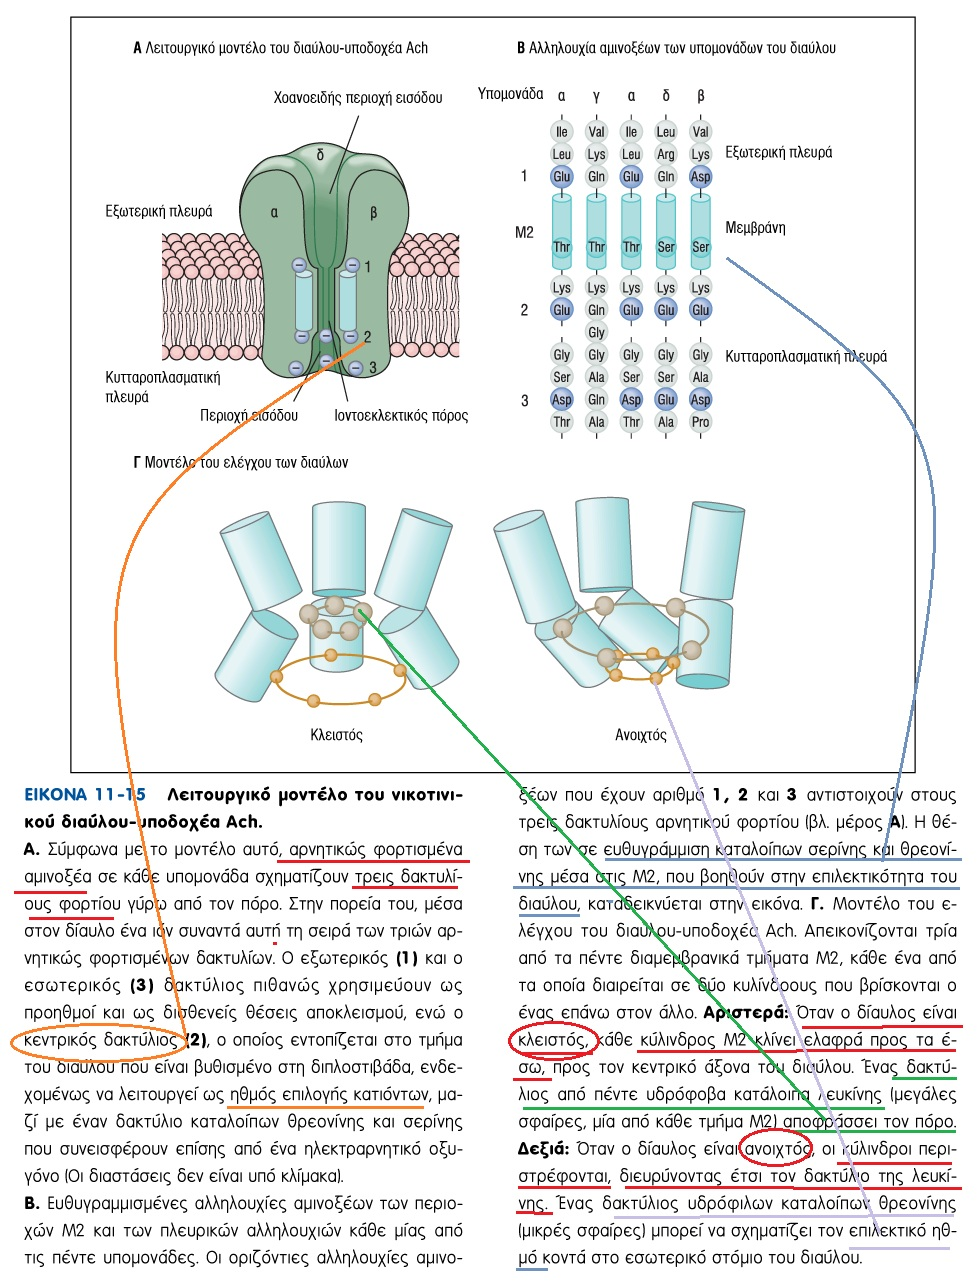 Α Λειτουργικό μοντέλο του διαύλου-υποδοχέα Ach
Χοανοειδής περιοχή εισόδου
δ
α
β
Εξωτερική πλευρά
1
2
3
Κυτταροπλασματική
πλευρά
Περιοχή εισόδου
Ιοντοεκλεκτικός πόρος
Β Αλληλουχία αμινοξέων των υπομονάδων του διαύλου
Υπομονάδα α γ α δ β
Ile Val Ile Leu Val
Leu Lys Leu Arg Lys
Εξωτερική πλευρά
1 Glu Gln Glu Gln Asp
M2
Μεμβράνη
Thr Thr Thr Ser Ser
Lys Lys Lys Lys Lys
2 Glu Gln Glu Glu Glu
Gly
Gly Gly Gly Gly Gly
Κυτταροπλασματική πλευρά
Ser Ala Ser Ser Ala
3 Asp Gln Asp Glu Asp
Thr Ala Thr Ala Pro
Γ Μοντέλο του ελέγχου των διαύλων
Κλειστός
Ανοιχτός
ΕΙΚΟΝΑ 11-15 Λειτουργικό μοντέλο του νικοτινι-
κού διαύλου-υποδοχέα Ach.
Α. Σύμφωνα με το μοντέλο αυτό, αρνητικώς φορτισμένα
αμινοξέα σε κάθε υπομονάδα σχηματίζουν τρεις δακτυλί-
ους φορτίου γύρω από τον πόρο. Στην πορεία του, μέσα
στον δίαυλο ένα ιόν συναντά αυτή τη σειρά των τριών αρ-
νητικώς φορτισμένων δακτυλίων. Ο εξωτερικός (1) και ο
εσωτερικός (3) δακτύλιος πιθανώς χρησιμεύουν ως
προηθμοί και ως δισθενείς θέσεις αποκλεισμού, ενώ ο
κεντρικός δακτύλιος (2), ο οποίος εντοπίζεται στο τμήμα
του διαύλου που είναι βυθισμένο στη διπλοστιβάδα, ενδε-
χομένως να λειτουργεί ως ηθμός επιλογής κατιόντων, μα-
ζί με έναν δακτύλιο καταλοίπων θρεονίνης και σερίνης
που συνεισφέρουν επίσης από ένα ηλεκτραρνητικό οξυ-
γόνο (Οι διαστάσεις δεν είναι υπό κλίμακα).
Β. Ευθυγραμμισμένες αλληλουχίες αμινοξέων των περιο-
χών Μ2 και των πλευρικών αλληλουχιών κάθε μίας από
τις πέντε υπομονάδες. Οι οριζόντιες αλληλουχίες αμινο-
ξέων που έχουν αριθμό 1, 2 και 3 αντιστοιχούν στους
τρεις δακτυλίους αρνητικού φορτίου (βλ. μέρος Α). Η θέ-
ση των σε ευθυγράμμιση καταλοίπων σερίνης και θρεονί-
νης μέσα στις Μ2, που βοηθούν στην επιλεκτικότητα του
διαύλου, καταδεικνύεται στην εικόνα. Γ. Μοντέλο του ε-
λέγχου του διαύλου-υποδοχέα Ach. Απεικονίζονται τρία
από τα πέντε διαμεμβρανικά τμήματα Μ2, κάθε ένα από
τα οποία διαιρείται σε δύο κυλίνδρους που βρίσκονται ο
ένας επάνω στον άλλο. Αριστερά: Όταν ο δίαυλος είναι
κλειστός, κάθε κύλινδρος Μ2 κλίνει ελαφρά προς τα έ-
σω, προς τον κεντρικό άξονα του διαύλου. Ένας δακτύ-
λιος από πέντε υδρόφοβα κατάλοιπα λευκίνης (μεγάλες
σφαίρες, μία από κάθε τμήμα Μ2) αποφράσσει τον πόρο.
Δεξιά: Όταν ο δίαυλος είναι ανοιχτός, οι κύλινδροι περι-
στρέφονται, διευρύνοντας έτσι τον δακτύλιο της λευκί-
νης. Ένας δακτύλιος υδρόφιλων καταλοίπων θρεονίνης
(μικρές σφαίρες) μπορεί να σχηματίζει τον επιλεκτικό ηθ-
μό κοντά στο εσωτερικό στόμιο του διαύλου.